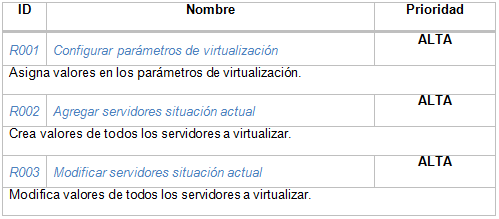 ID Nombre Prioridad
R001 Configurar parámetros de virtualización ALTA
Asigna valores en los parámetros de virtualización.
R002 Agregar servidores situación actual ALTA
Crea valores de todos los servidores a virtualizar.
R003 Modificar servidores situación actual ALTA
Modifica valores de todos los servidores a virtualizar.